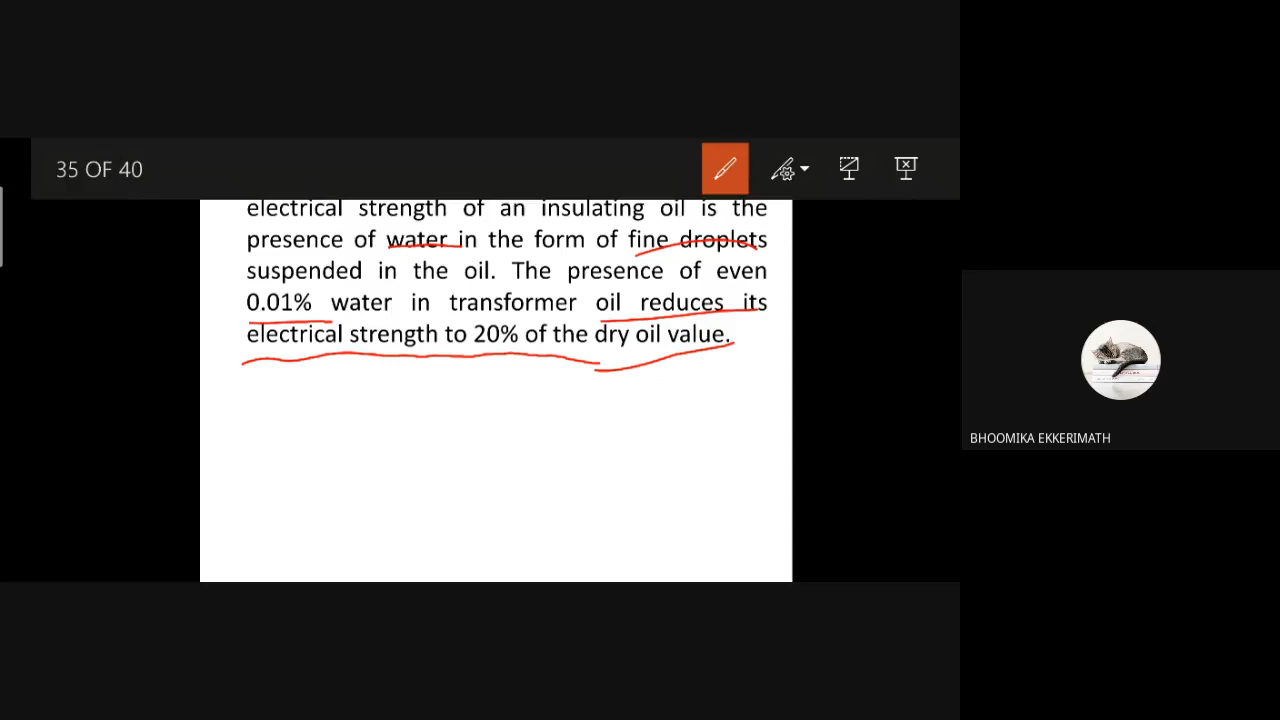 35 OF 40
electrical strength of an insulating oil is the
presence of water in the form of fine droplets
suspended in the oil. The presence of even
0.01% water in transformer oil reduces its
electrical strength to 20% of the dry oil value.
BHOOMIKA EKKERIMATH